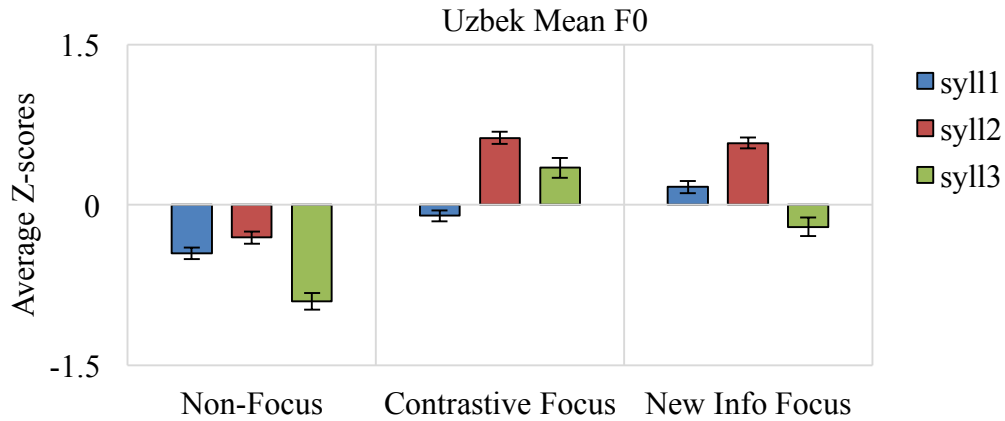 Uzbek Mean F0
1.5
0
-1.5
Average Z-scores
Non-Focus
Contrastive Focus
New Info Focus
syll1
syll2
syll3